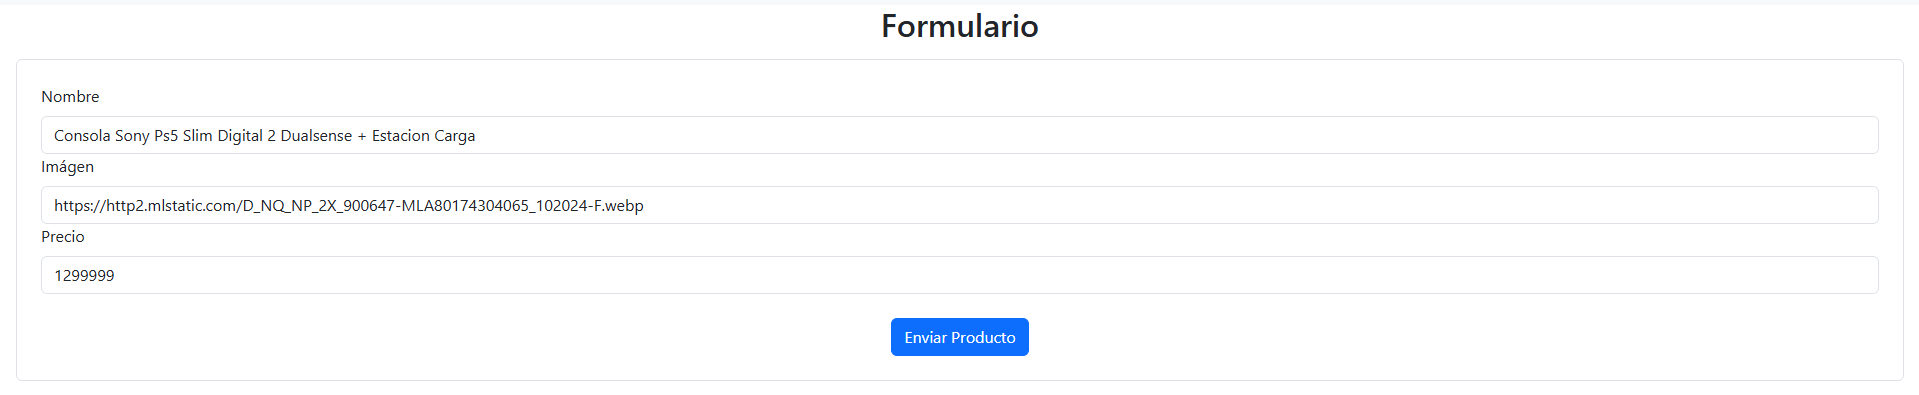 Formulario
Nombre
Consola Sony Ps5 Slim Digital 2 Dualsense + Estacion Carga
Imágen
https://http2.mlstatic.com/D_NQ_NP_2X_900647-MLA80174304065_102024-F.webp
Precio
1299999
Enviar Producto